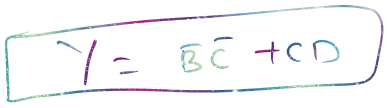 Y = B̅ C̅ + CD